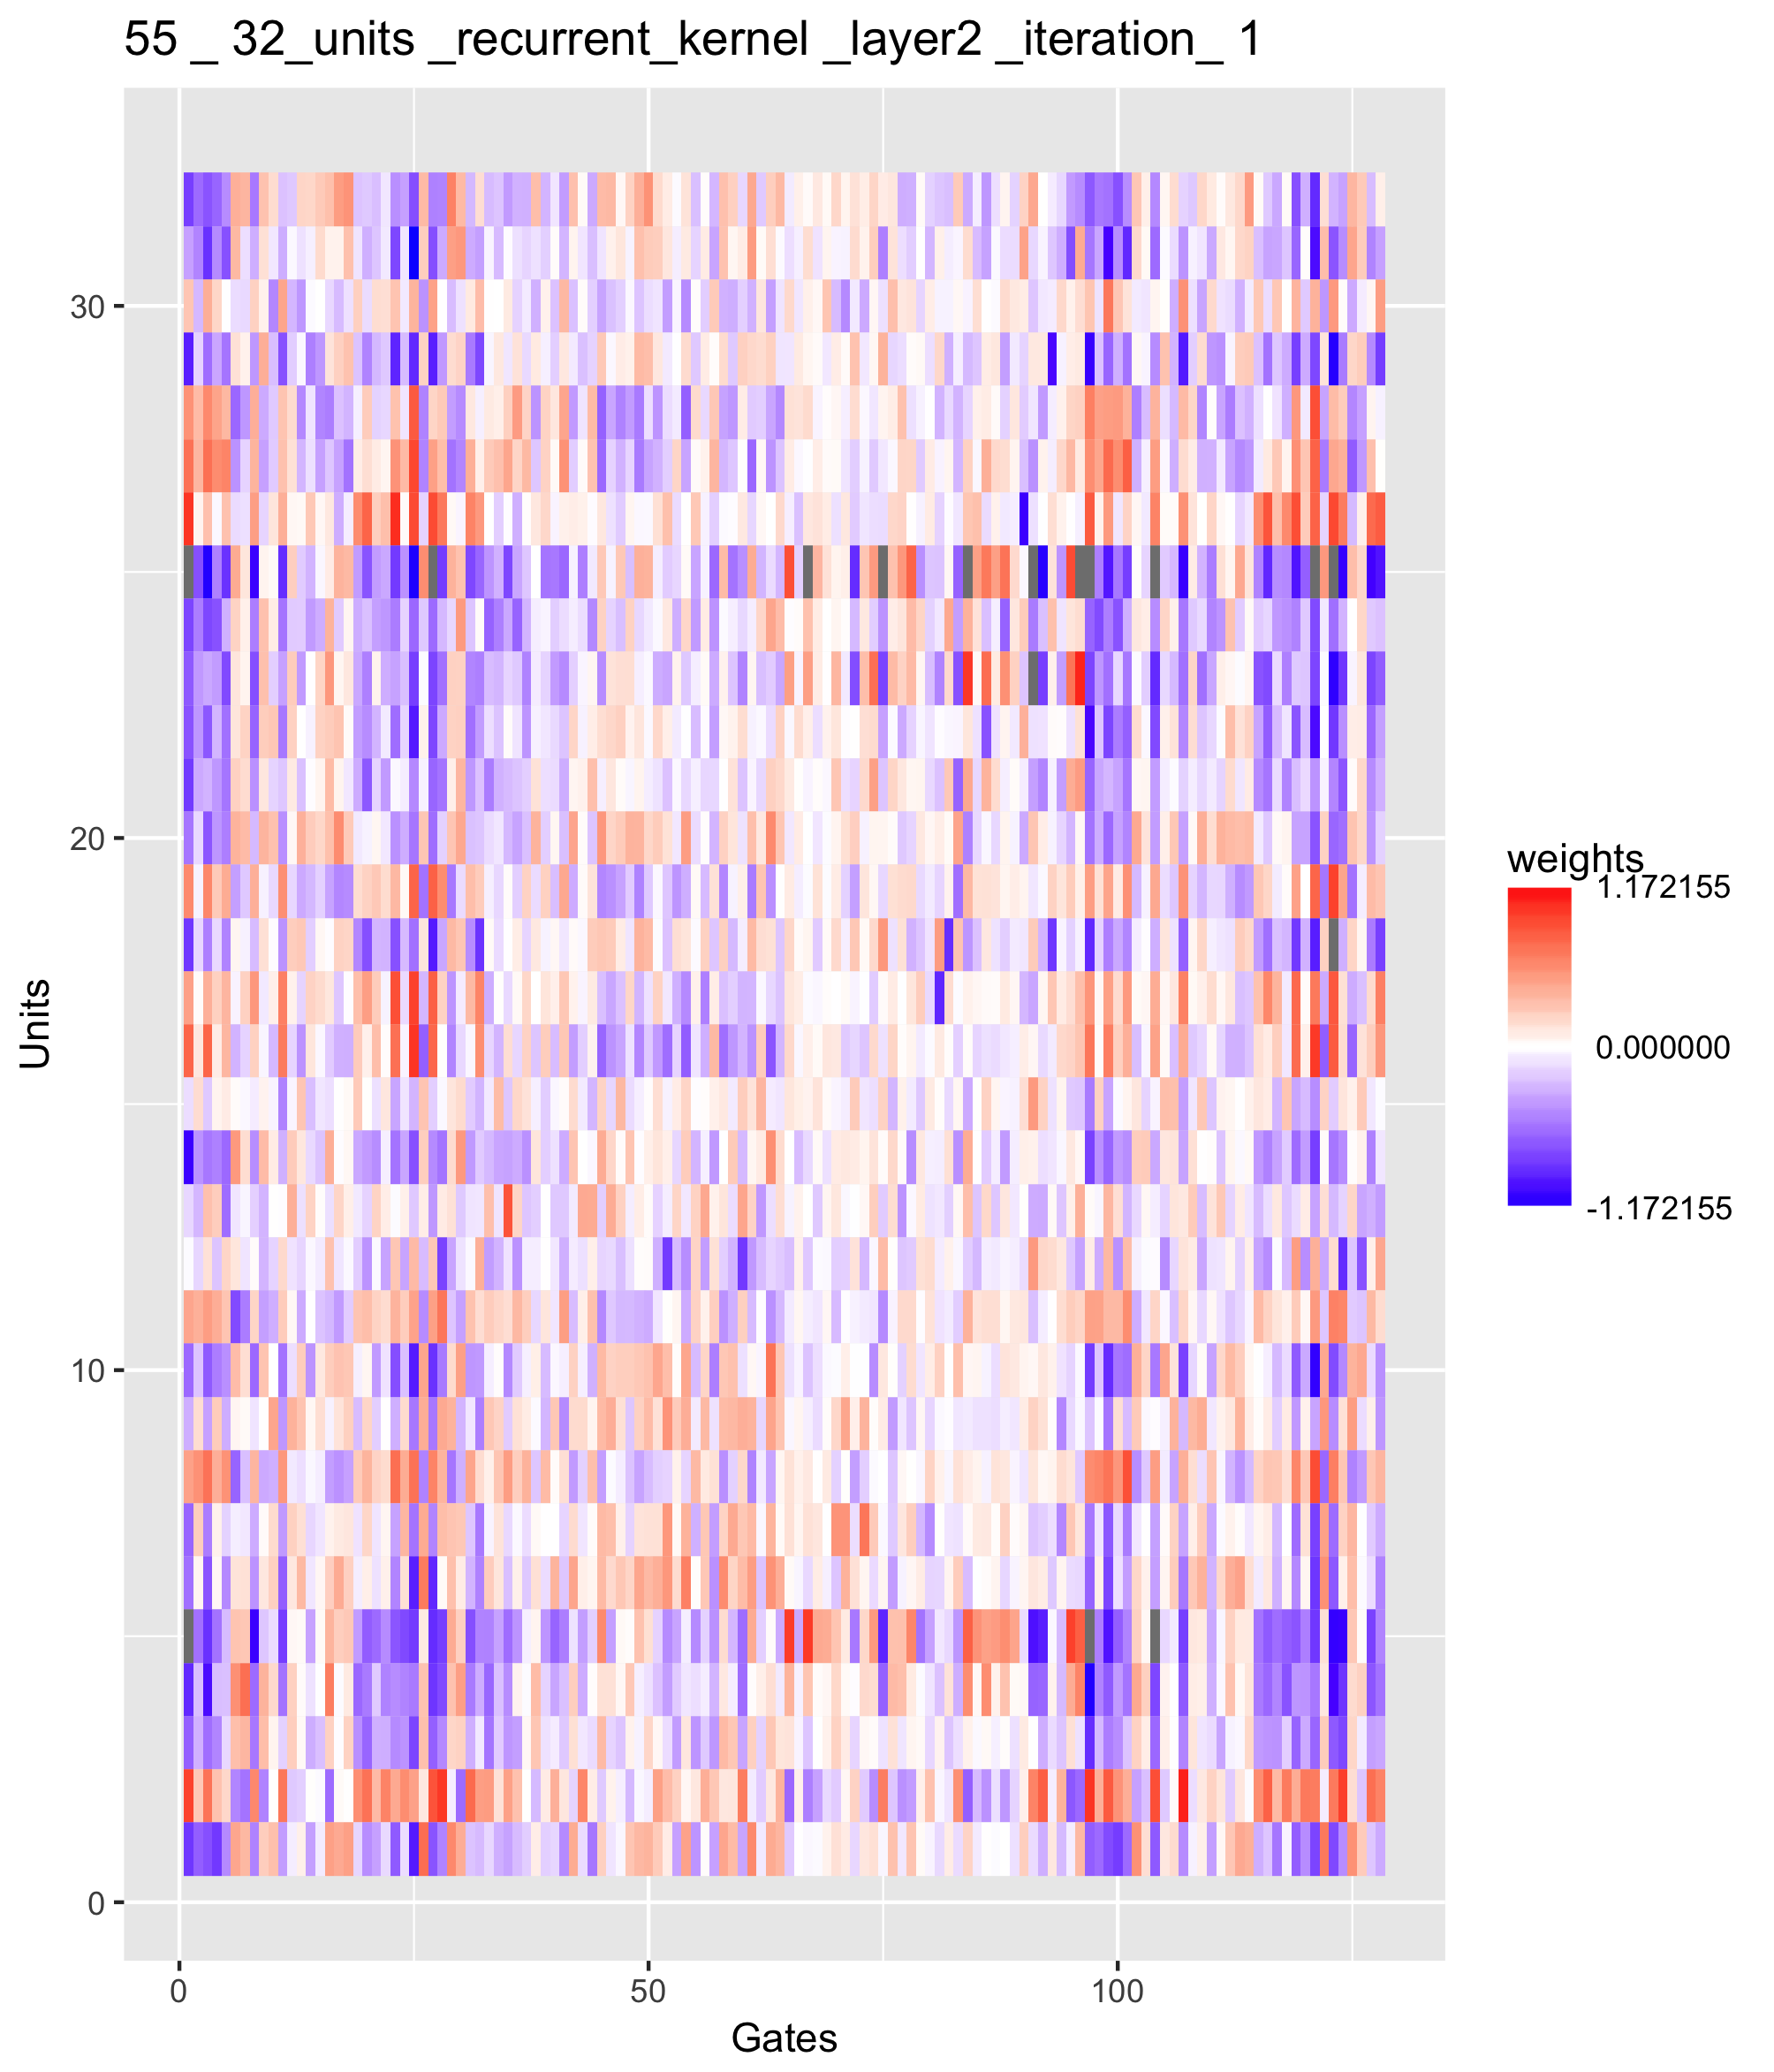 55 _ 32_units _recurrent_kernel _layer2 _iteration_ 1
30
20
10
0
Units
0
50
100
Gates
weights
1.172155
0.000000
-1.172155